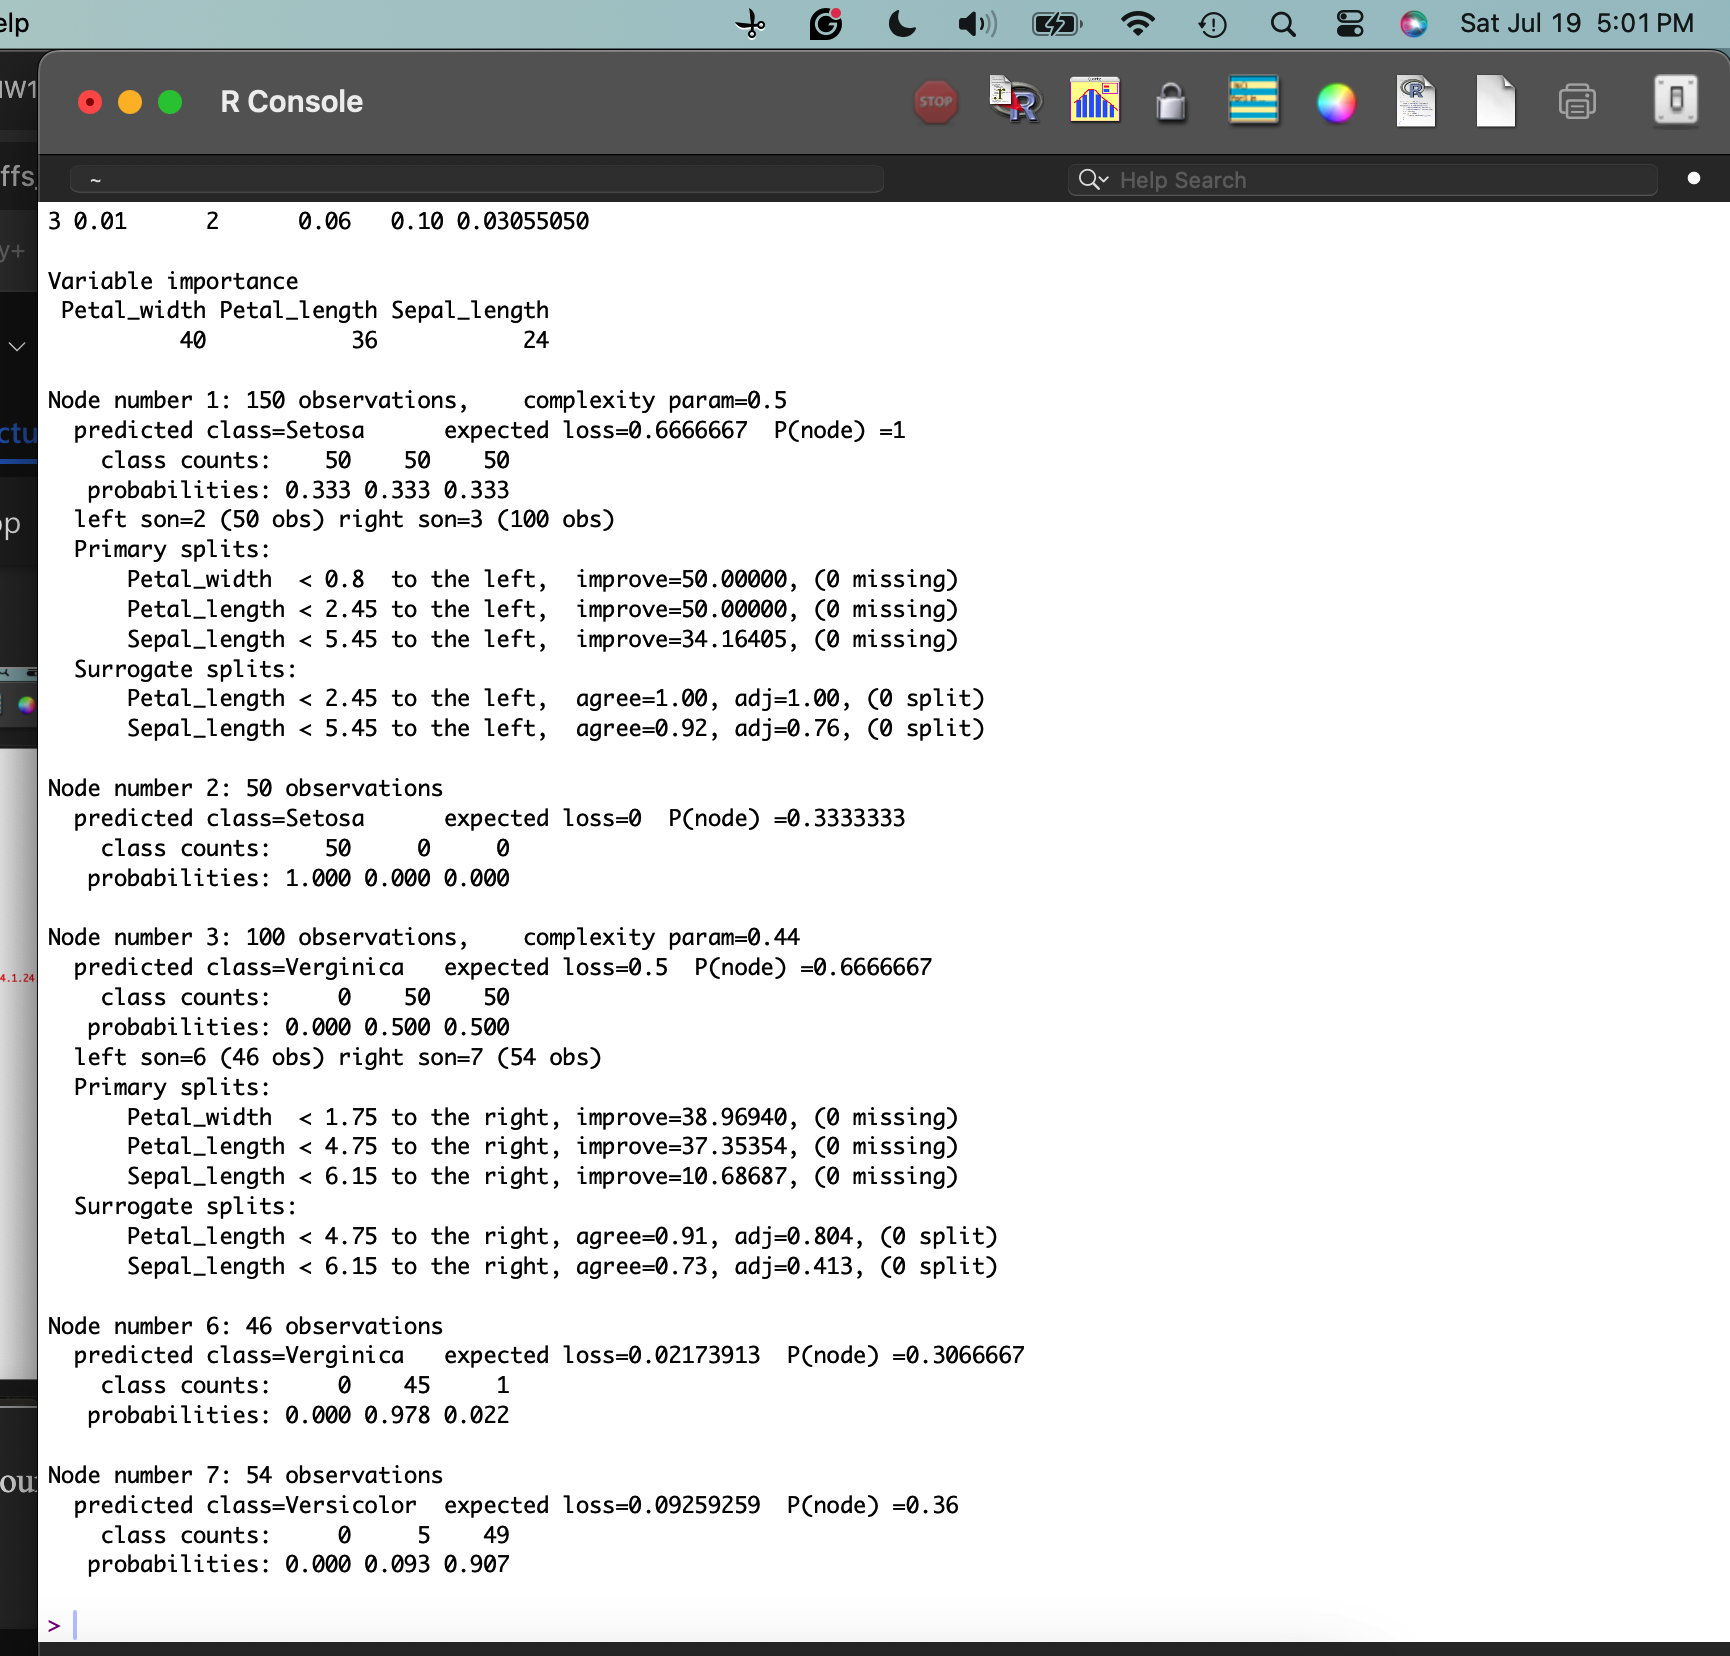 elp
Sat Jul 19 5:01 PM
IW1
R Console
STOP
ffs
~
Help Search
y+
ctu
op
4.1.24
ou
3 0.01      2      0.06   0.10 0.03055050
Variable importance
 Petal_width Petal_length Sepal_length
          40           36           24
Node number 1: 150 observations,    complexity param=0.5
  predicted class=Setosa      expected loss=0.6666667  P(node) =1
    class counts:    50    50    50
   probabilities: 0.333 0.333 0.333
  left son=2 (50 obs) right son=3 (100 obs)
  Primary splits:
      Petal_width  < 0.8  to the left,  improve=50.00000, (0 missing)
      Petal_length < 2.45 to the left,  improve=50.00000, (0 missing)
      Sepal_length < 5.45 to the left,  improve=34.16405, (0 missing)
  Surrogate splits:
      Petal_length < 2.45 to the left,  agree=1.00, adj=1.00, (0 split)
      Sepal_length < 5.45 to the left,  agree=0.92, adj=0.76, (0 split)
Node number 2: 50 observations
  predicted class=Setosa      expected loss=0  P(node) =0.3333333
    class counts:    50     0     0
   probabilities: 1.000 0.000 0.000
Node number 3: 100 observations,    complexity param=0.44
  predicted class=Verginica   expected loss=0.5  P(node) =0.6666667
    class counts:     0    50    50
   probabilities: 0.000 0.500 0.500
  left son=6 (46 obs) right son=7 (54 obs)
  Primary splits:
      Petal_width  < 1.75 to the right, improve=38.96940, (0 missing)
      Petal_length < 4.75 to the right, improve=37.35354, (0 missing)
      Sepal_length < 6.15 to the right, improve=10.68687, (0 missing)
  Surrogate splits:
      Petal_length < 4.75 to the right, agree=0.91, adj=0.804, (0 split)
      Sepal_length < 6.15 to the right, agree=0.73, adj=0.413, (0 split)
Node number 6: 46 observations
  predicted class=Verginica   expected loss=0.02173913  P(node) =0.3066667
    class counts:     0    45     1
   probabilities: 0.000 0.978 0.022
Node number 7: 54 observations
  predicted class=Versicolor  expected loss=0.09259259  P(node) =0.36
    class counts:     0     5    49
   probabilities: 0.000 0.093 0.907
>